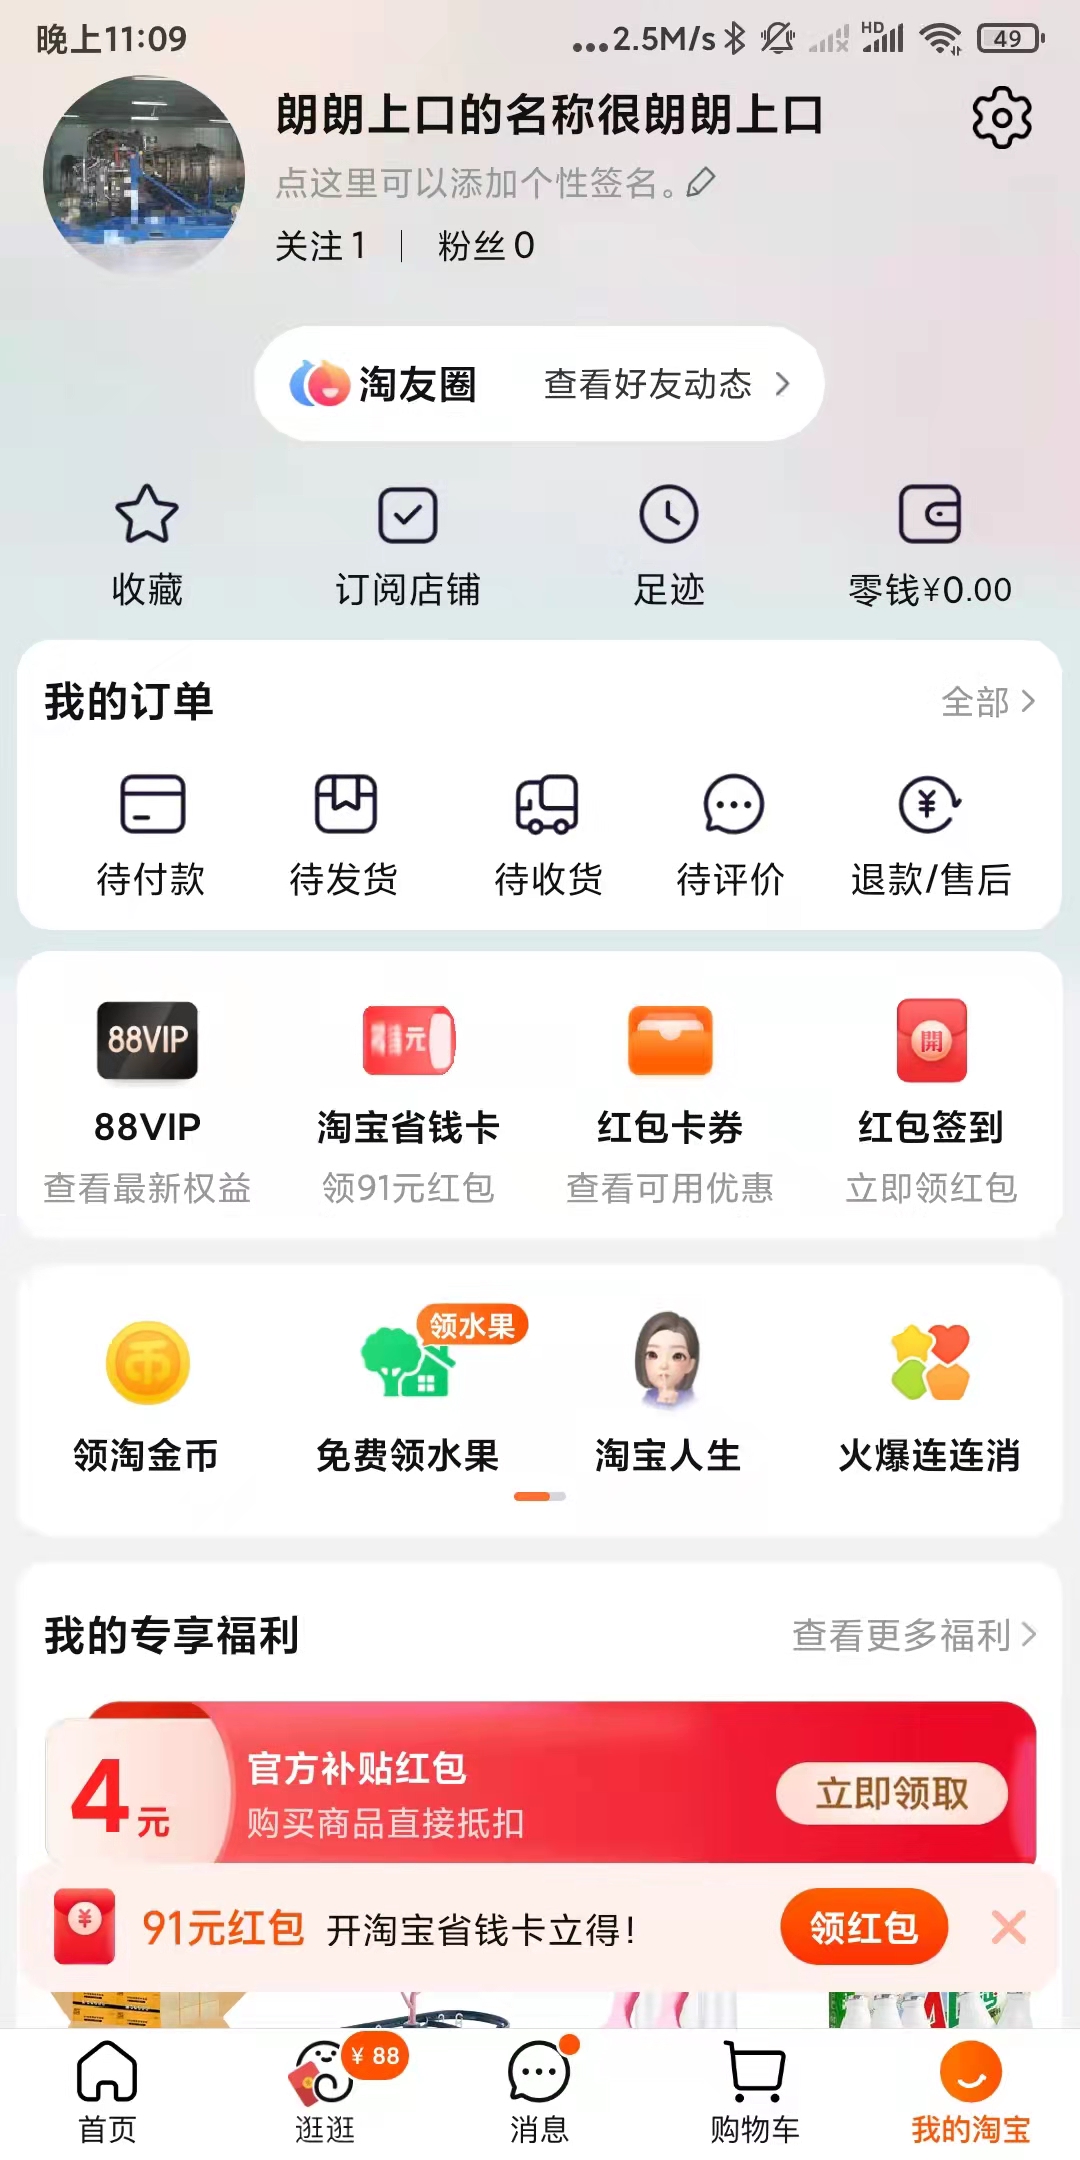 晚上11:09
...2.5M/s
HD
49
朗朗上口的名称很朗朗上口
点这里可以添加个性签名。
关注1 | 粉丝0
淘友圈 查看好友动态 >
收藏 订阅店铺 足迹 零钱¥0.00
我的订单 全部 >
待付款 待发货 待收货 待评价 退款/售后
88VIP 元 開
88VIP 淘宝省钱卡 红包卡券 红包签到
查看最新权益 领91元红包 查看可用优惠 立即领红包
领水果
币
领淘金币 免费领水果 淘宝人生 火爆连连消
我的专享福利 查看更多福利 >
4元
官方补贴红包
购买商品直接抵扣
立即领取
¥ 91元红包 开淘宝省钱卡立得! 领红包
¥ 88
首页 逛逛 消息 购物车 我的淘宝